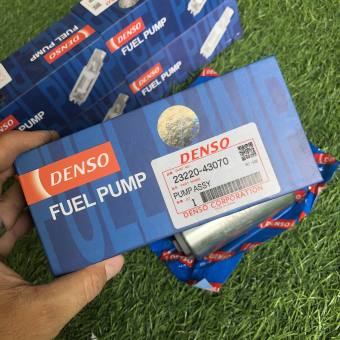 DENSO
FUEL PUMP
DENSO
FUEL PUMP
DENSO
FUEL PUMP
DENSO
23220-43070
PUMP ASSY
1
DENSO CORPORATION